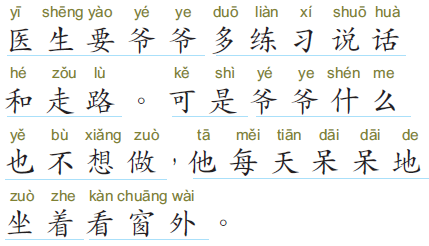 yī shēng yào yé ye duō liàn xí shuō huà
医生要爷爷多练习说话
hé zǒu lù kě shì yé ye shén me
和走路。可是爷爷什么
yě bù xiǎng zuò tā měi tiān dāi dāi de
也不想做，他每天呆呆地
zuò zhe kàn chuāng wài
坐着看窗外。